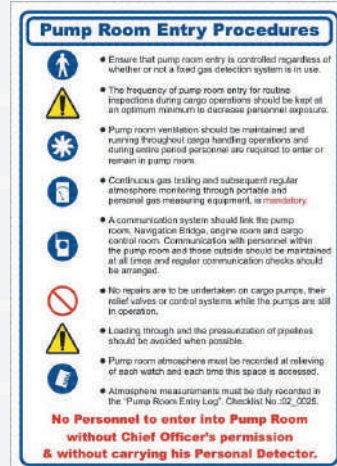 Pump Room Entry Procedures
Ensure that pump room entry is controlled regardless of
whether or not a fixed gas detection system is in use.
The frequency of pump room entry for routine
inspections during cargo operations should be kept at
an optimum minimum to decrease personnel exposure.
Pump room ventilation should be maintained and
running throughout cargo handling operations and
during entire period personnel are required to enter or
remain in pump room.
Continuous gas testing and subsequent regular
atmosphere monitoring through portable and
personal gas measuring equipment, is mandatory.
A communication system should link the pump
room, Navigation Bridge, engine room and cargo
control room. Communication with personnel within
the pump room and those outside should be maintained
at all times and regular communication checks should
be arranged.
No repairs are to be undertaken on cargo pumps, their
relief valves or control systems while the pumps are still
in operation.
Loading through and the pressurization of pipelines
should be avoided when possible.
Pump room atmosphere must be recorded at relieving
of each watch and each time this space is accessed.
Atmosphere measurements must be duly recorded in
the "Pump Room Entry Log", Checklist No.:02_0025.
No Personnel to enter into Pump Room
without Chief Officer's permission
& without carrying his Personal Detector.